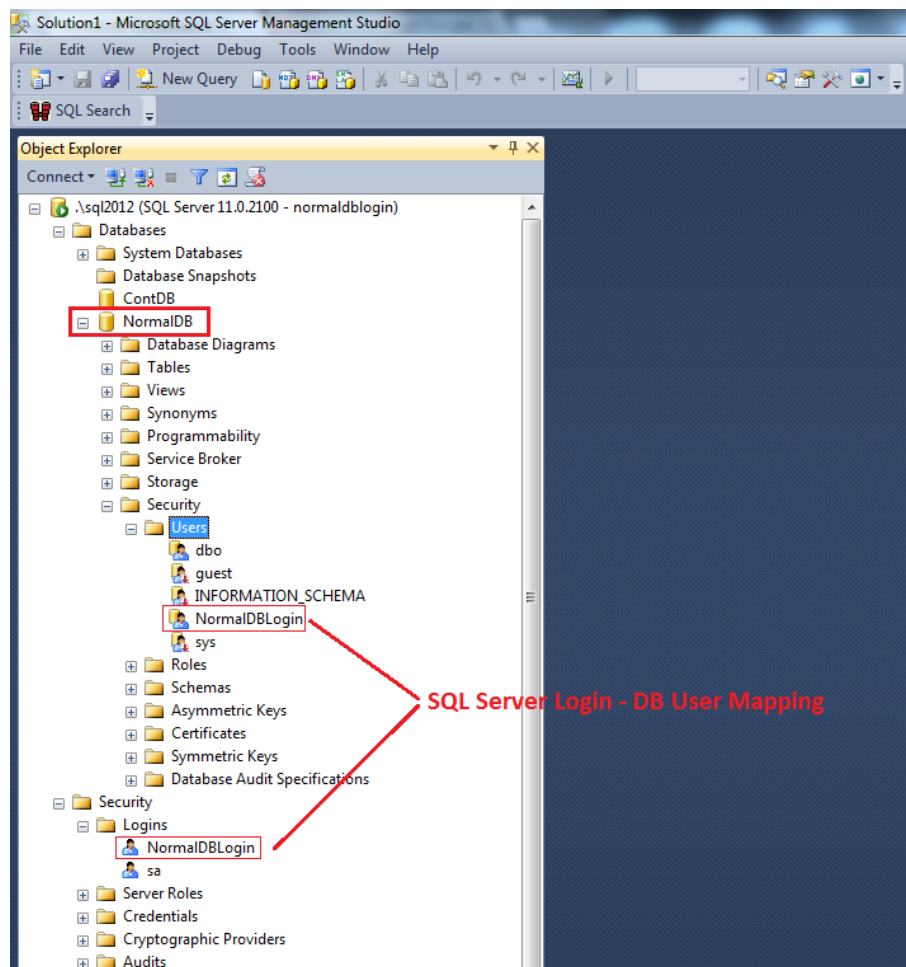 Solution1 - Microsoft SQL Server Management Studio
File Edit View Project Debug Tools Window Help
New Query
SQL Search
Object Explorer
Connect
.\sql2012 (SQL Server 11.0.2100 - normaldblogin)
Databases
System Databases
Database Snapshots
ContDB
NormalDB
Database Diagrams
Tables
Views
Synonyms
Programmability
Service Broker
Storage
Security
Users
dbo
guest
INFORMATION_SCHEMA
NormalDBLogin
sys
Roles
Schemas
SQL Server Login - DB User Mapping
Asymmetric Keys
Certificates
Symmetric Keys
Database Audit Specifications
Security
Logins
NormalDBLogin
sa
Server Roles
Credentials
Cryptographic Providers
Audits